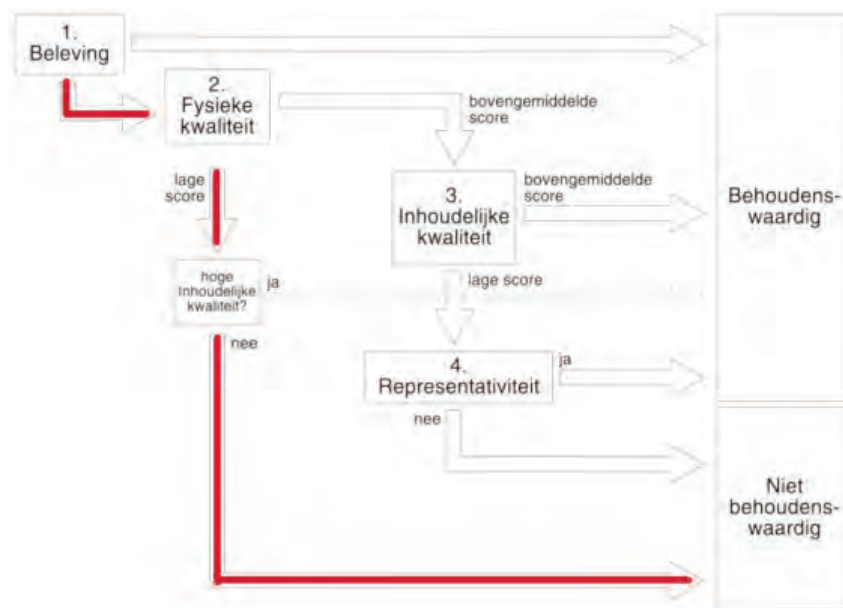 1.
Beleving
2.
Fysieke
kwaliteit
bovengemiddelde
score
lage
score
3.
Inhoudelijke
kwaliteit
bovengemiddelde
score
Behoudens-
waardig
hoge
Inhoudelijke
kwaliteit?
ja
lage score
nee
4.
Representativiteit
ja
nee
Niet
behoudens-
waardig